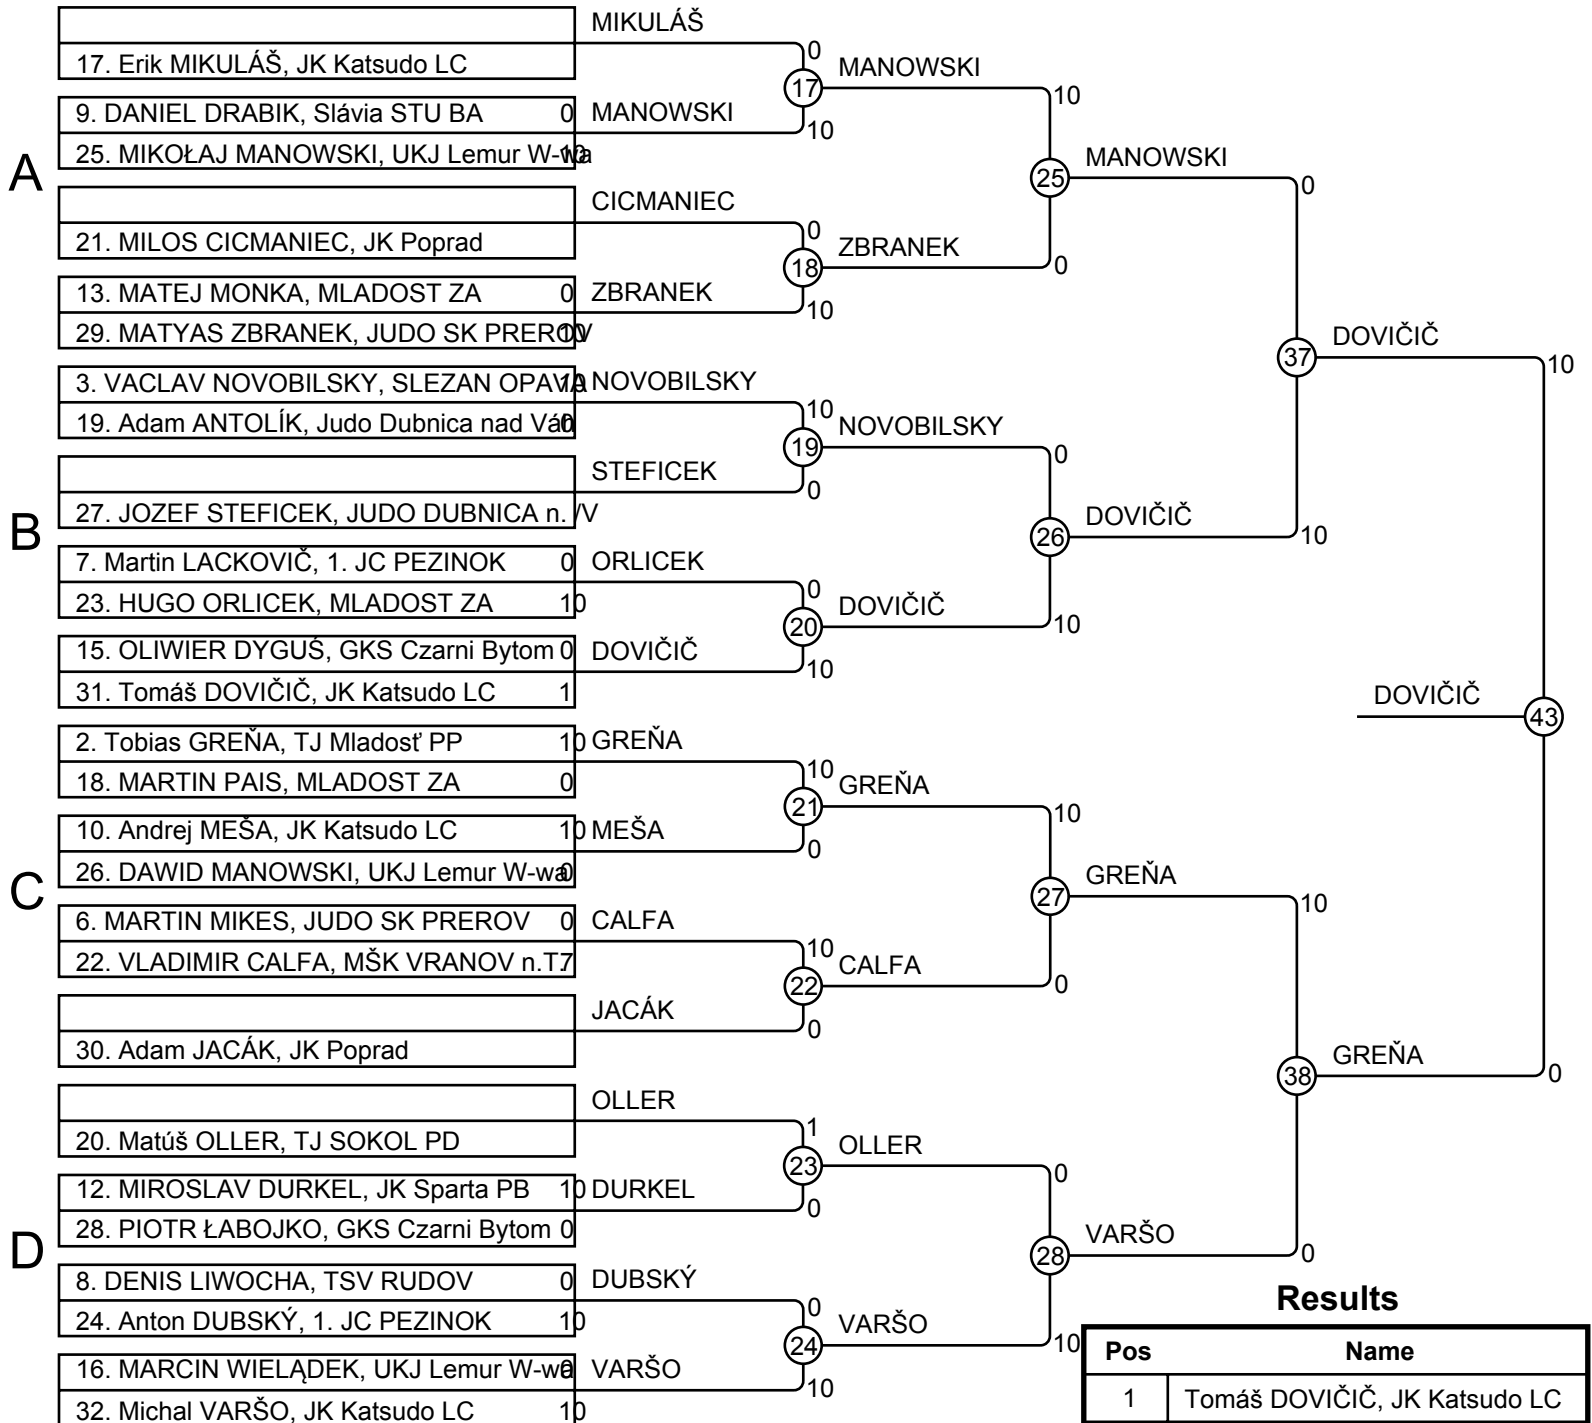 MIKULÁŠ
17. Erik MIKULÁŠ, JK Katsudo LC
0
17
MANOWSKI
10
9. DANIEL DRABIK, Slávia STU BA 0
MANOWSKI
10
25. MIKOŁAJ MANOWSKI, UKJ Lemur W-wa 10
A
25
MANOWSKI
0
CICMANIEC
21. MILOS CICMANIEC, JK Poprad
0
18
ZBRANEK
0
13. MATEJ MONKA, MLADOST ZA 0
ZBRANEK
10
29. MATYAS ZBRANEK, JUDO SK PREROV 10
37
DOVIČIČ
10
3. VACLAV NOVOBILSKY, SLEZAN OPAVA 10
NOVOBILSKY
10
19. Adam ANTOLÍK, Judo Dubnica nad Váh 0
19
NOVOBILSKY
0
STEFICEK
0
27. JOZEF STEFICEK, JUDO DUBNICA n. /V
B
26
DOVIČIČ
10
7. Martin LACKOVIČ, 1. JC PEZINOK 0
ORLICEK
0
23. HUGO ORLICEK, MLADOST ZA 10
20
DOVIČIČ
10
15. OLIWIER DYGUŚ, GKS Czarni Bytom 0
DOVIČIČ
10
31. Tomáš DOVIČIČ, JK Katsudo LC 1
DOVIČIČ
43
2. Tobias GREŇA, TJ Mladosť PP 10
GREŇA
10
18. MARTIN PAIS, MLADOST ZA 0
21
GREŇA
10
10. Andrej MEŠA, JK Katsudo LC 10
MEŠA
0
26. DAWID MANOWSKI, UKJ Lemur W-wa 0
C
27
GREŇA
10
6. MARTIN MIKES, JUDO SK PREROV 0
CALFA
10
22. VLADIMIR CALFA, MŠK VRANOV n.T. 7
22
CALFA
0
JACÁK
0
30. Adam JACÁK, JK Poprad
38
GREŇA
0
OLLER
1
20. Matúš OLLER, TJ SOKOL PD
23
OLLER
0
12. MIROSLAV DURKEL, JK Sparta PB 10
DURKEL
0
28. PIOTR ŁABOJKO, GKS Czarni Bytom 0
D
28
VARŠO
0
8. DENIS LIWOCHA, TSV RUDOV 0
DUBSKÝ
0
24. Anton DUBSKÝ, 1. JC PEZINOK 10
24
VARŠO
10
16. MARCIN WIELĄDEK, UKJ Lemur W-wa 0
VARŠO
10
32. Michal VARŠO, JK Katsudo LC 10
Results
Pos Name
1 Tomáš DOVIČIČ, JK Katsudo LC